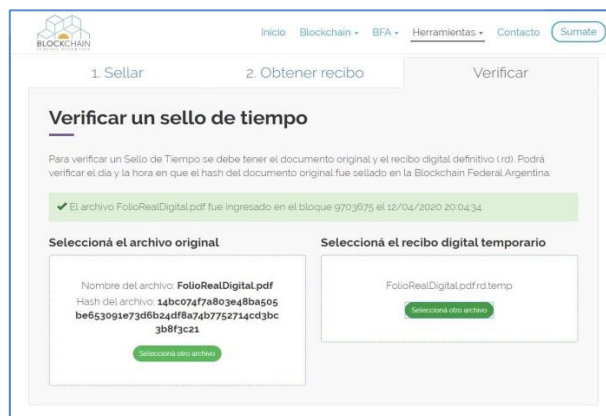 BLOCKCHAIN
FEDERAL ARGENTINA
Inicio Blockchain BFA Herramientas Contacto Sumate
1. Sellar 2. Obtener recibo Verificar
Verificar un sello de tiempo
Para verificar un Sello de Tiempo se debe tener el documento original y el recibo digital definitivo (.rd). Podrá
verificar el día y la hora en que el hash del documento original fue sellado en la Blockchain Federal Argentina.
El archivo FolioRealDigital.pdf fue ingresado en el bloque 9703675 el 12/04/2020 20:04:34
Seleccioná el archivo original
Nombre del archivo: FolioRealDigital.pdf
Hash del archivo: 14bc074f7a803e48ba505
be653091e73d6b24df8a74b7752714cd3bc
3b8f3c21
Seleccioná otro archivo
Seleccioná el recibo digital temporario
FolioRealDigital.pdf.rd.temp
Seleccioná otro archivo